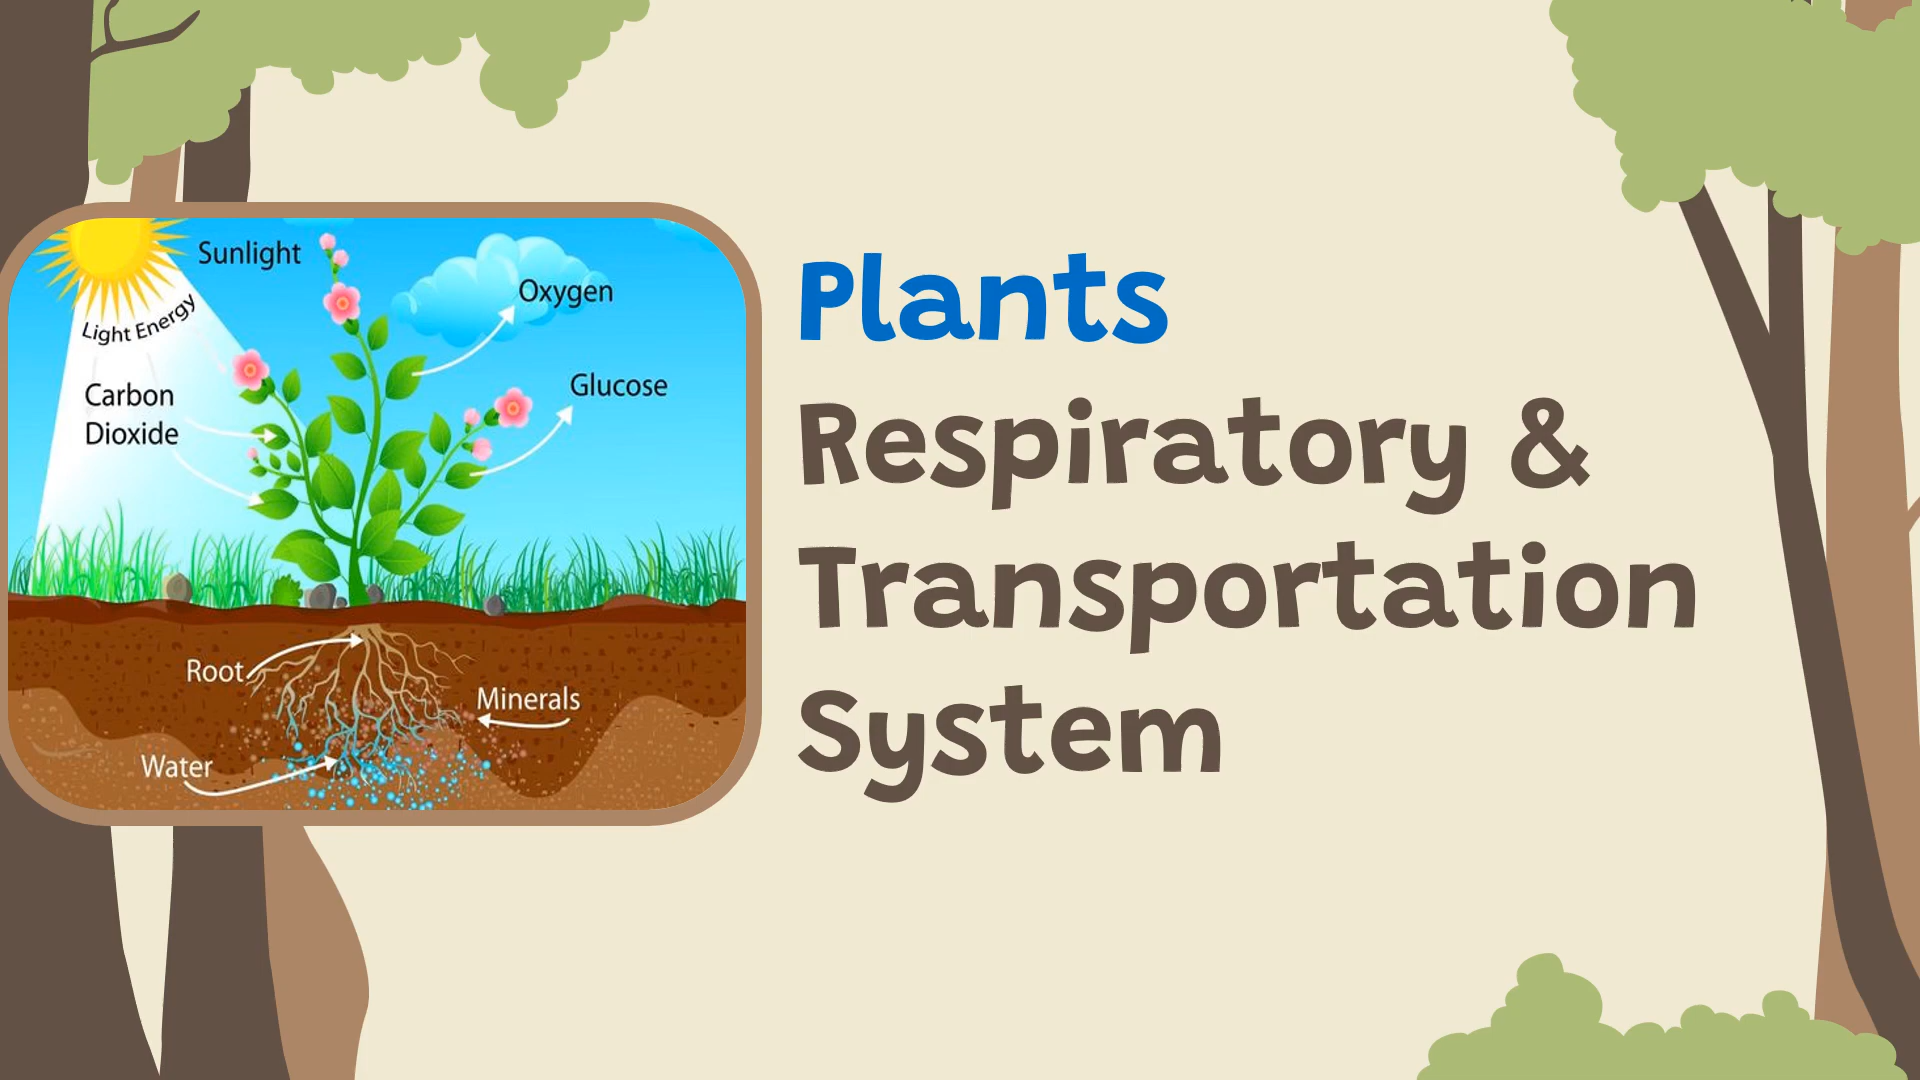 Sunlight
Light Energy
Oxygen
Carbon
Dioxide
Glucose
Root
Minerals
Water
Plants
Respiratory &
Transportation
System